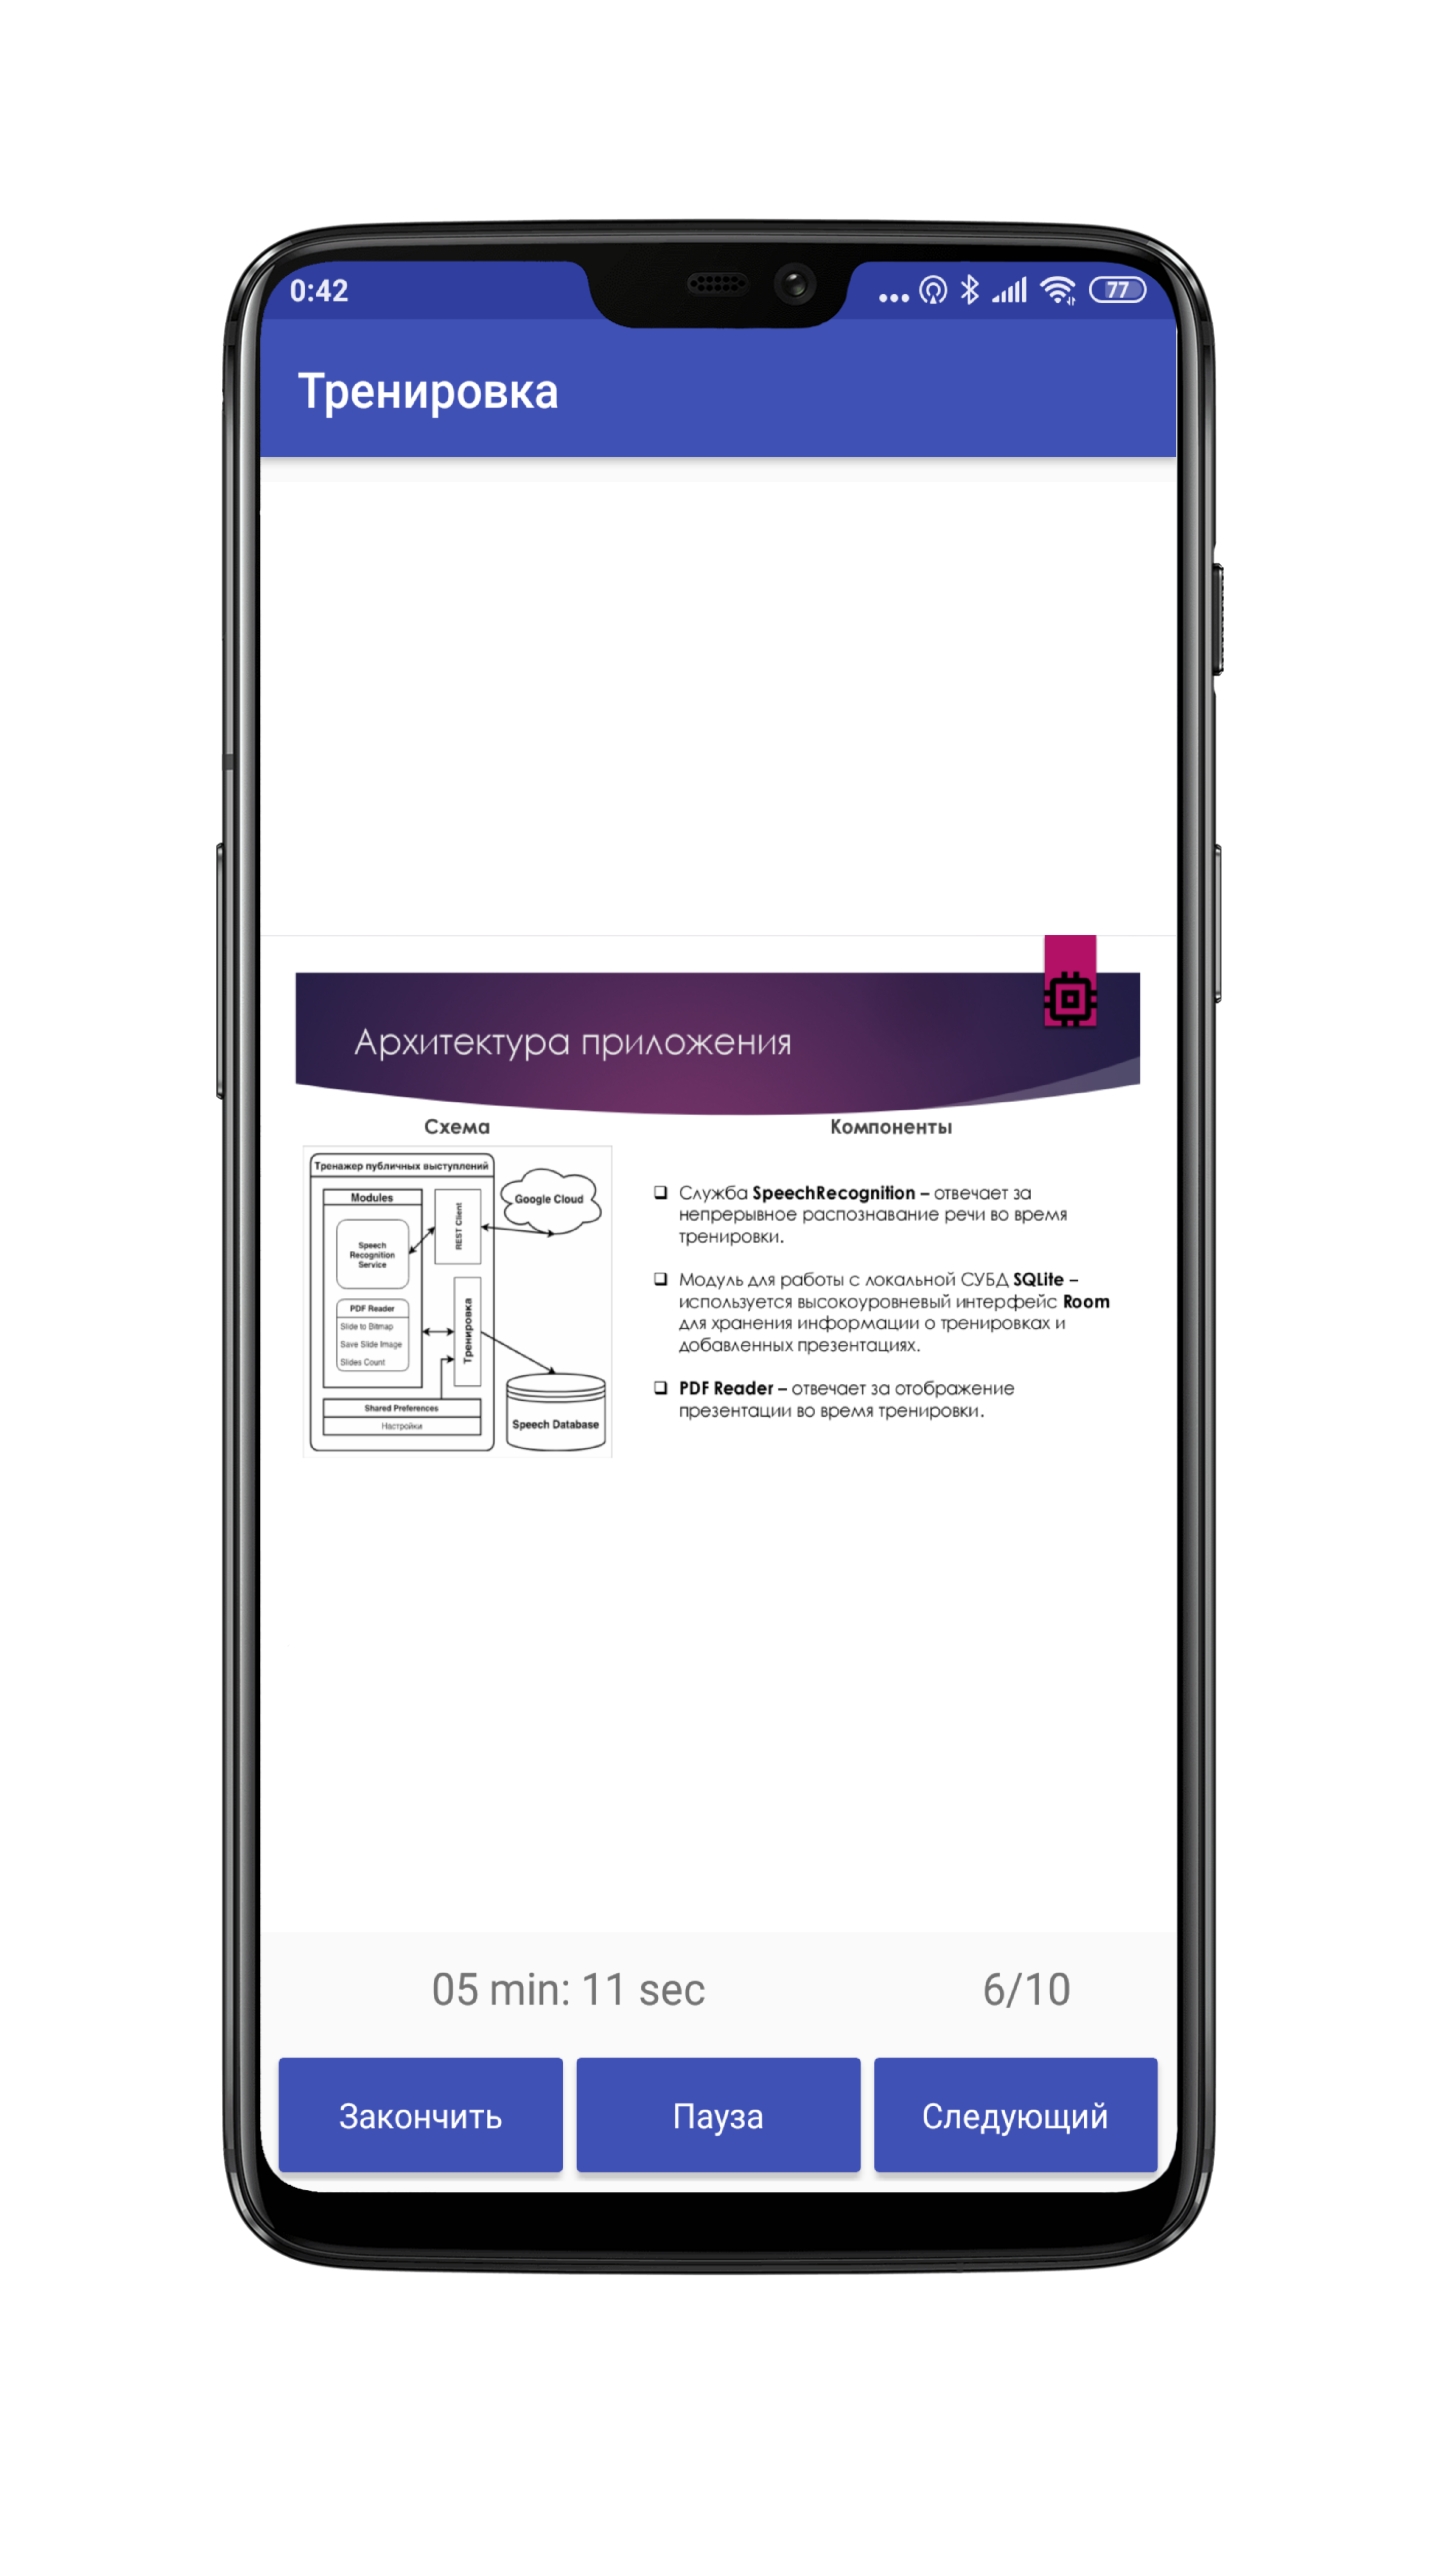 0:42
77
Тренировка
Архитектура приложения
Схема
Компоненты
Тренажер публичных выступлений
Modules
Speech
Recognition
Service
REST Client
Google Cloud
PDF Reader
Slide to Bitmap
Save Slide Image
Slides Count
Тренировка
Shared Preferences
Настройки
Speech Database
Служба SpeechRecognition – отвечает за
непрерывное распознавание речи во время
тренировки.
Модуль для работы с локальной СУБД SQLite –
используется высокоуровневый интерфейс Room
для хранения информации о тренировках и
добавленных презентациях.
PDF Reader – отвечает за отображение
презентации во время тренировки.
05 min: 11 sec
6/10
Закончить
Пауза
Следующий